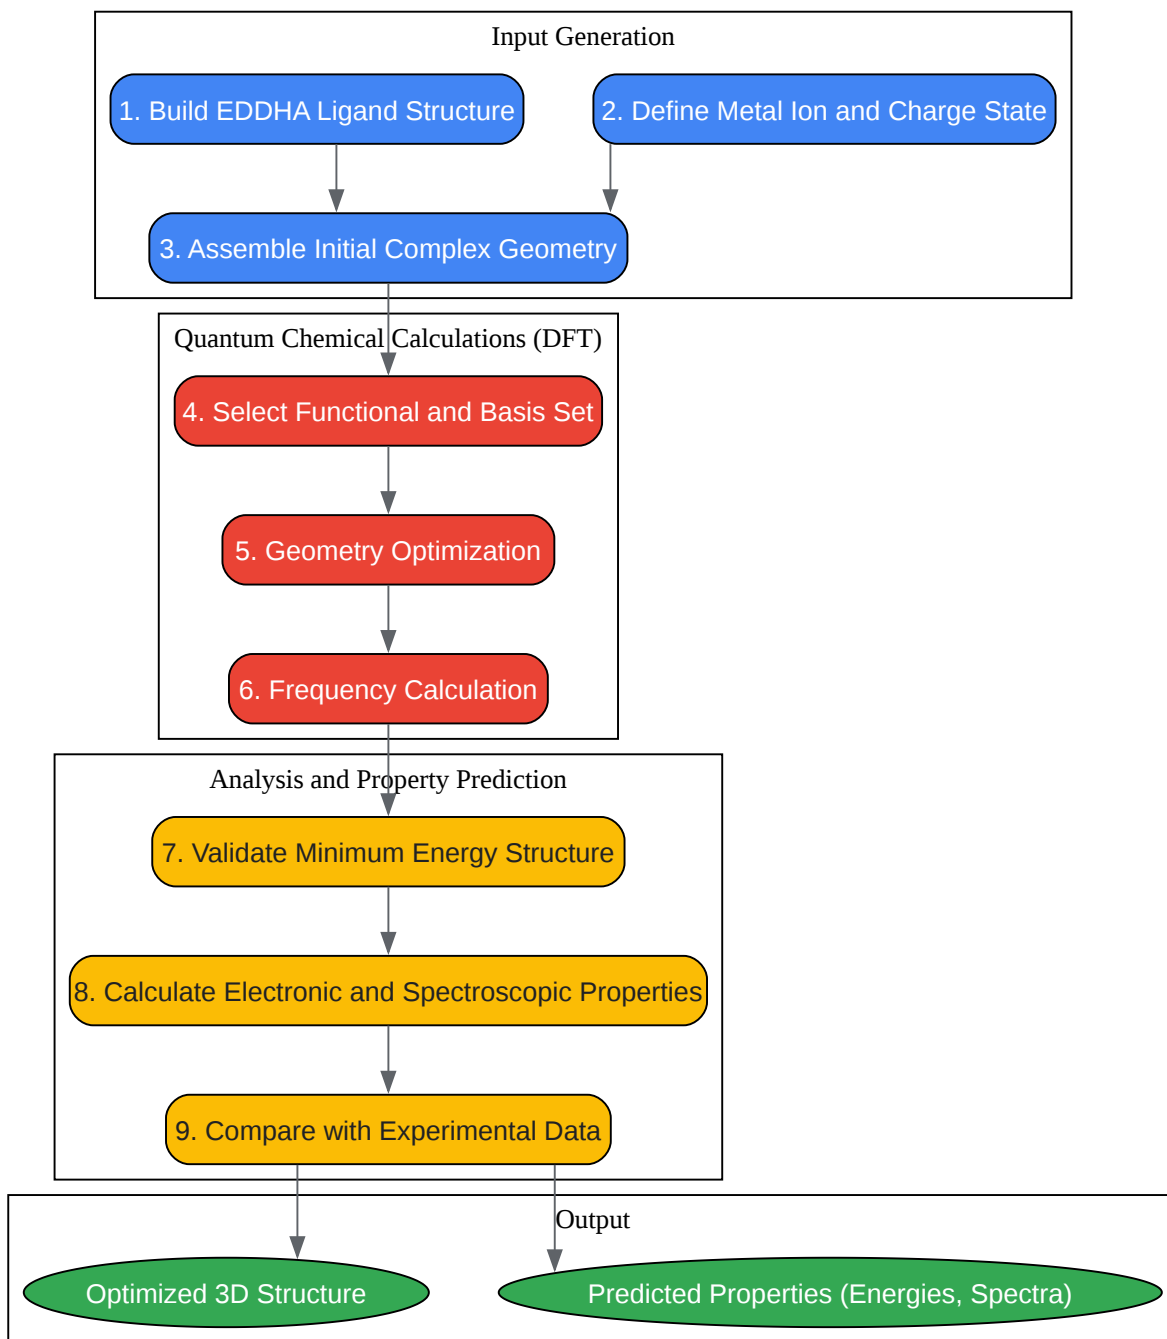 Input Generation
1. Build EDDHA Ligand Structure
2. Define Metal Ion and Charge State
3. Assemble Initial Complex Geometry
Quantum Chemical Calculations (DFT)
4. Select Functional and Basis Set
5. Geometry Optimization
6. Frequency Calculation
Analysis and Property Prediction
7. Validate Minimum Energy Structure
8. Calculate Electronic and Spectroscopic Properties
9. Compare with Experimental Data
Output
Optimized 3D Structure
Predicted Properties (Energies, Spectra)